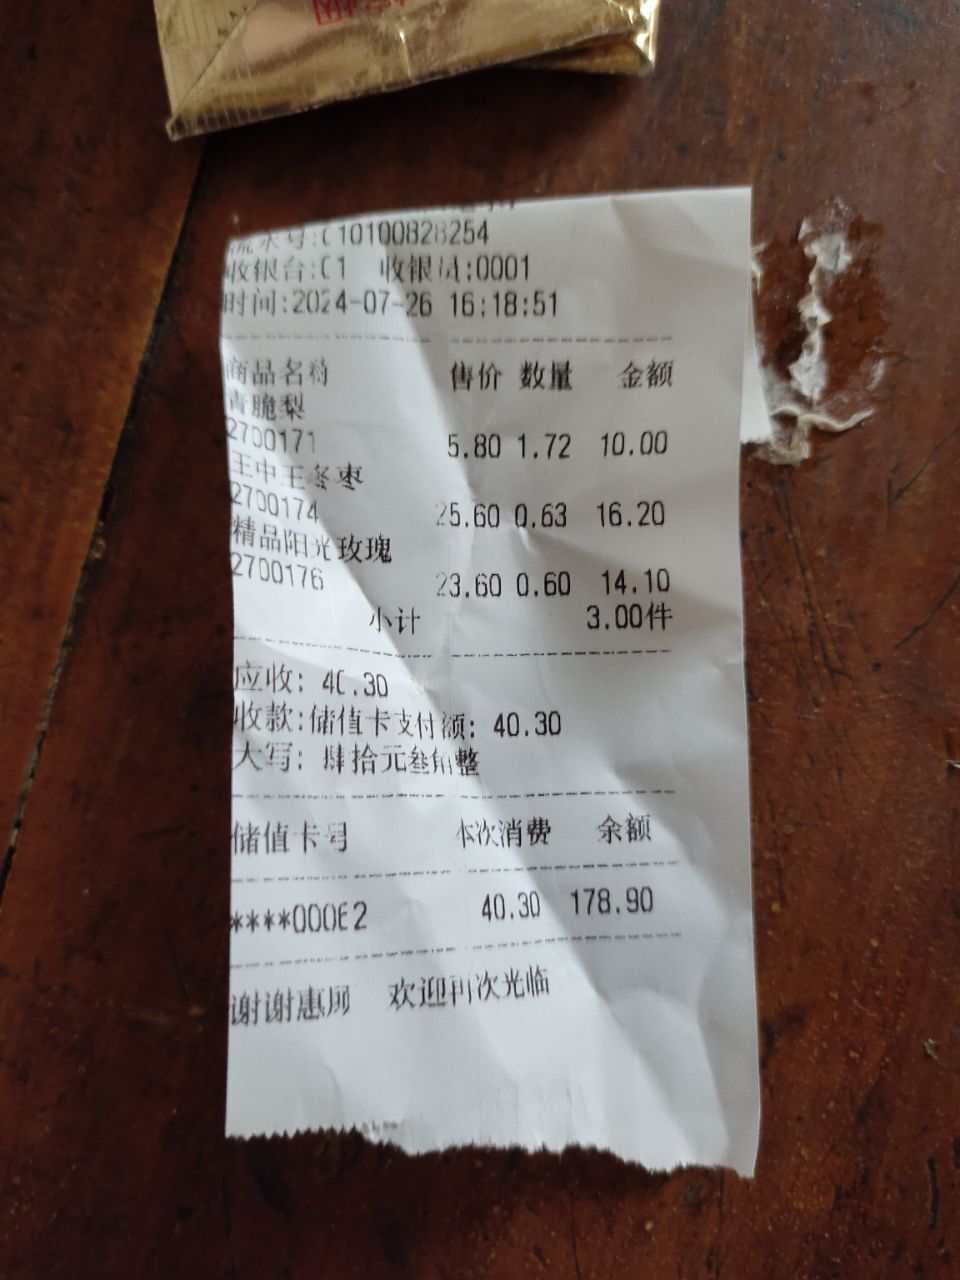 流水号:C10100828254
收银台:C1 收银员:0001
时间:2024-07-26 16:18:51
商品名称 售价 数量 金额
青脆梨
2700171 5.80 1.72 10.00
王中王冬枣
2700174 25.60 0.63 16.20
精品阳光玫瑰
2700176 23.60 0.60 14.10
小计 3.00件
应收: 40.30
收款:储值卡支付额: 40.30
大写: 肆拾元叁角整
储值卡号 本次消费 余额
****00062 40.30 178.90
谢谢惠顾 欢迎再次光临